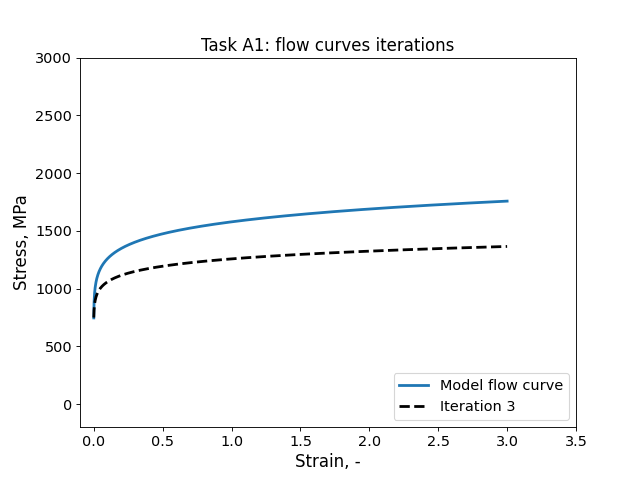 Task A1: flow curves iterations
3000
2500
2000
1500
1000
500
0
Stress, MPa
Model flow curve
Iteration 3
0.0 0.5 1.0 1.5 2.0 2.5 3.0 3.5
Strain, -